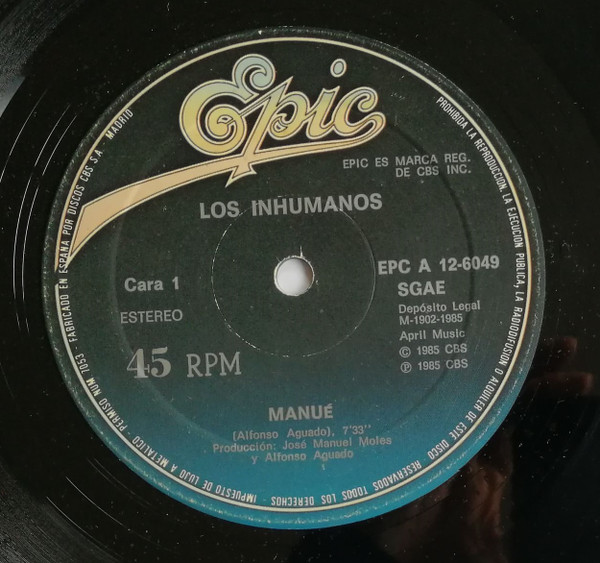 Epic
EPIC ES MARCA REG.
DE CBS INC.
LOS INHUMANOS
Cara 1
ESTEREO
45 RPM
EPC A 12-6049
SGAE
Depósito Legal
M-1902-1985
April Music
© 1985 CBS
℗ 1985 CBS
MANUÉ
(Alfonso Aguado), 7'33''
Producción: José Manuel Moles
y Alfonso Aguado
PROHIBIDA LA REPRODUCCION, LA EJECUCION PUBLICA, LA RADIODIFUSION O ALQUILER DE ESTE DISCO RESERVADOS TODOS LOS DERECHOS · IMPUESTO DE LUJO A METALICO - PERMISO NUM 1053 · FABRICADO EN ESPAÑA POR DISCOS CBS S A · MADRID